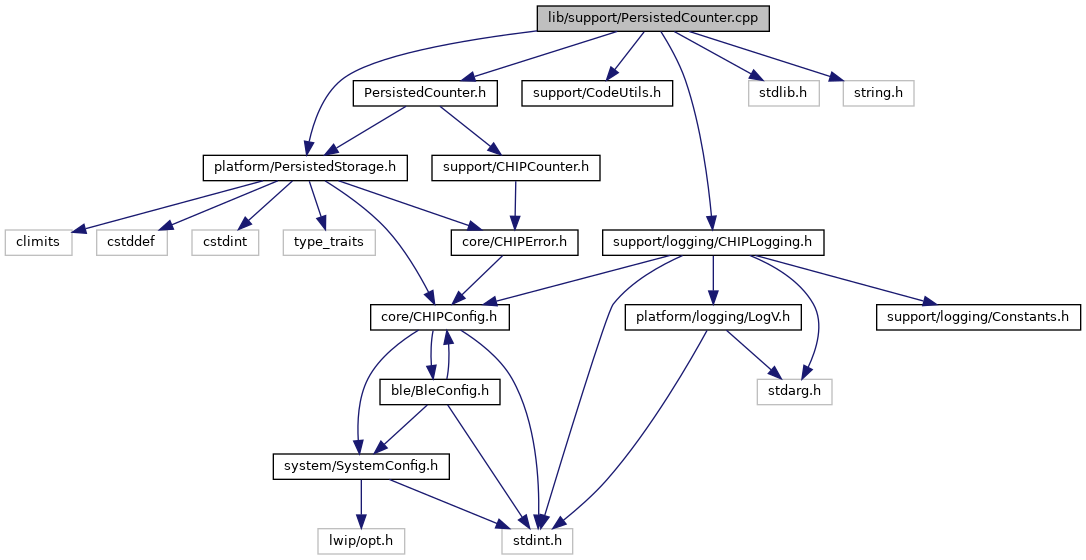 lib/support/PersistedCounter.cpp
PersistedCounter.h
support/CodeUtils.h
stdlib.h
string.h
platform/PersistedStorage.h
support/CHIPCounter.h
climits
cstddef
cstdint
type_traits
core/CHIPError.h
support/logging/CHIPLogging.h
core/CHIPConfig.h
platform/logging/LogV.h
support/logging/Constants.h
ble/BleConfig.h
stdarg.h
system/SystemConfig.h
lwip/opt.h
stdint.h